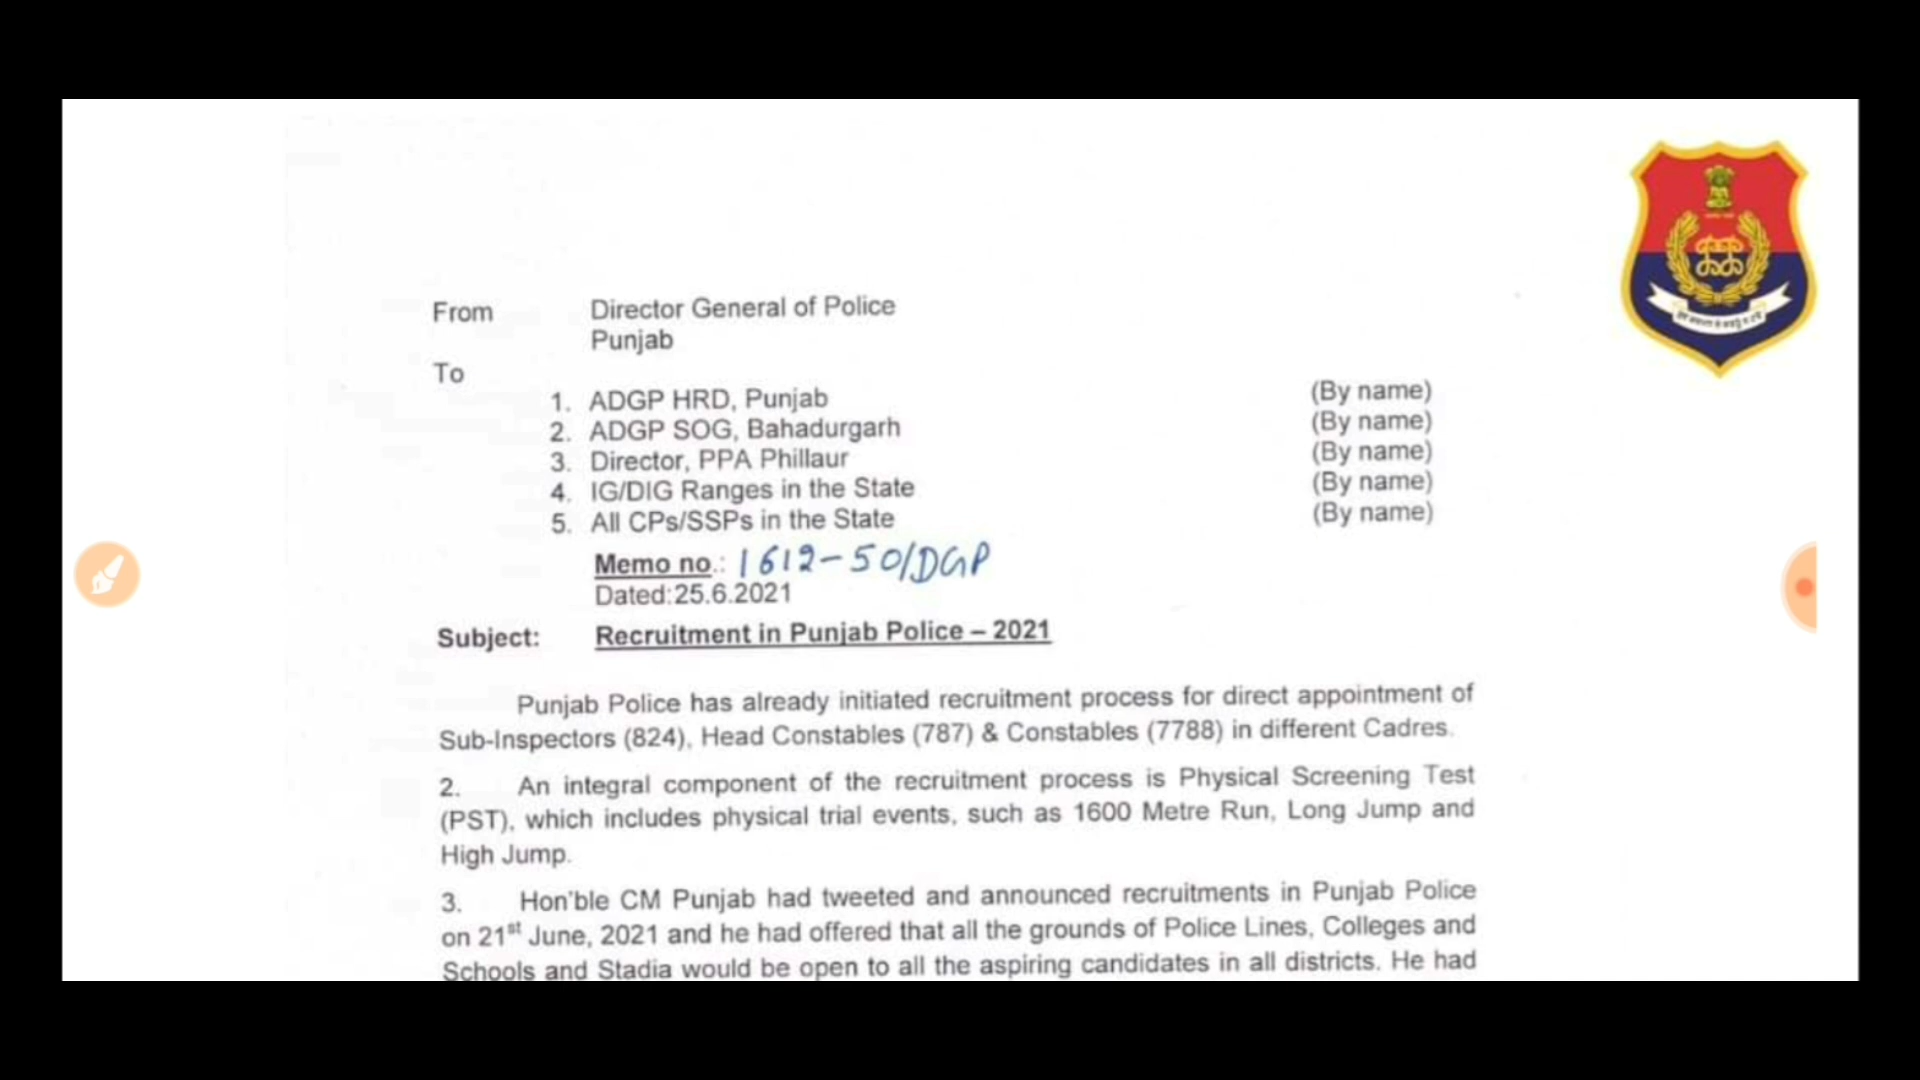 From Director General of Police
Punjab
To
1. ADGP HRD, Punjab (By name)
2. ADGP SOG, Bahadurgarh (By name)
3. Director, PPA Phillaur (By name)
4. IG/DIG Ranges in the State (By name)
5. All CPs/SSPs in the State (By name)
Memo no.: 1612-50/DGP
Dated:25.6.2021
Subject: Recruitment in Punjab Police – 2021
Punjab Police has already initiated recruitment process for direct appointment of
Sub-Inspectors (824), Head Constables (787) & Constables (7788) in different Cadres.
2. An integral component of the recruitment process is Physical Screening Test
(PST), which includes physical trial events, such as 1600 Metre Run, Long Jump and
High Jump.
3. Hon'ble CM Punjab had tweeted and announced recruitments in Punjab Police
on 21st June, 2021 and he had offered that all the grounds of Police Lines, Colleges and
Schools and Stadia would be open to all the aspiring candidates in all districts. He had